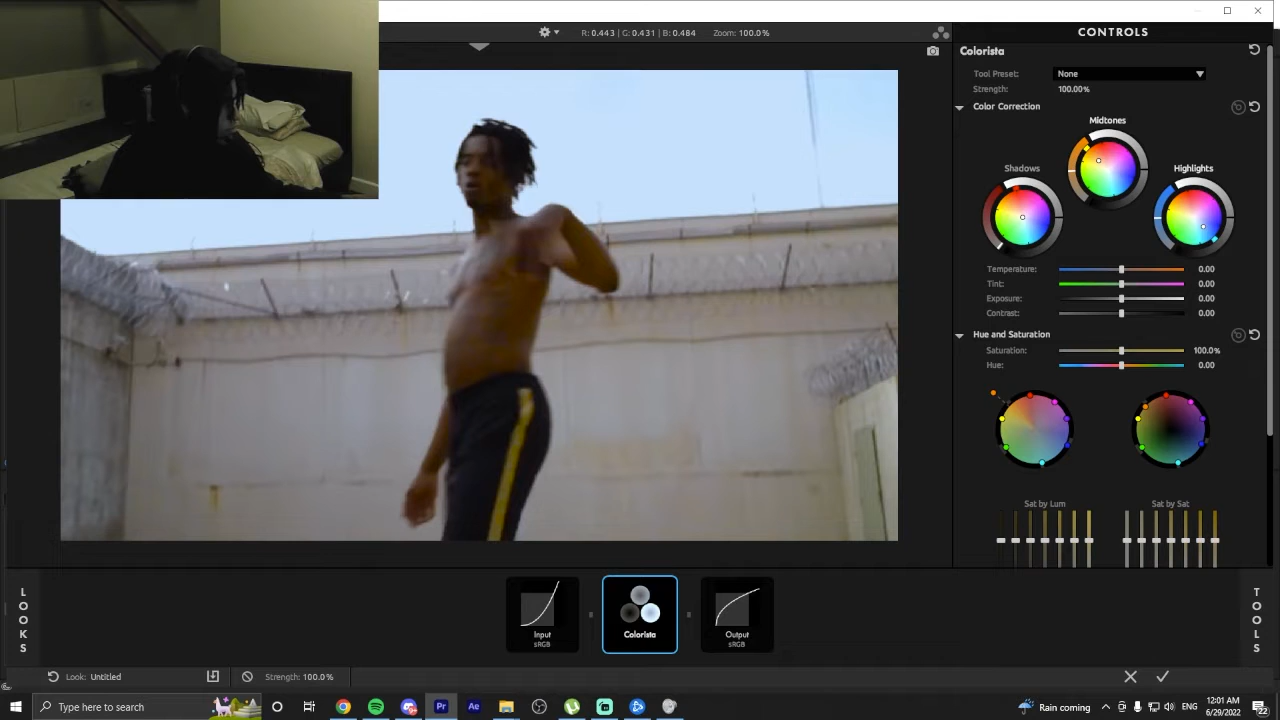 R: 0.443 | G: 0.431 | B: 0.484 Zoom: 100.0%
CONTROLS
Colorista
Tool Preset: None
Strength: 100.00%
Color Correction
Midtones
Shadows
Highlights
Temperature: 0.00
Tint: 0.00
Exposure: 0.00
Contrast: 0.00
Hue and Saturation
Saturation: 100.0%
Hue: 0.00
Sat by Lum
Sat by Sat
LOOKS
TOOLS
Input
sRGB
Colorista
Output
sRGB
Look: Untitled
Strength: 100.0%
Type here to search
Pr
Ae
Rain coming
ENG
12:01 AM
6/29/2022
22